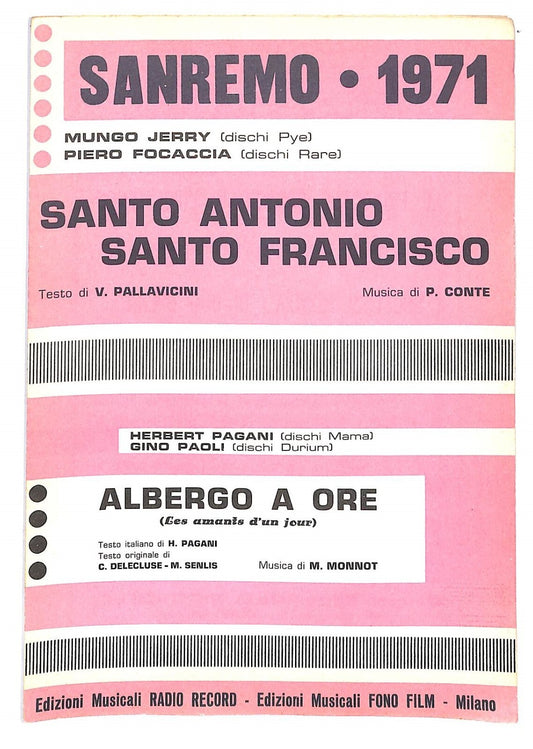 SANREMO • 1971
MUNGO JERRY (dischi Pye)
PIERO FOCACCIA (dischi Rare)
SANTO ANTONIO
SANTO FRANCISCO
Testo di V. PALLAVICINI Musica di P. CONTE
HERBERT PAGANI (dischi Mama)
GINO PAOLI (dischi Durium)
ALBERGO A ORE
(Les amants d'un jour)
Testo italiano di H. PAGANI
Testo originale di
C. DELECLUSE - M. SENLIS Musica di M. MONNOT
Edizioni Musicali RADIO RECORD - Edizioni Musicali FONO FILM - Milano